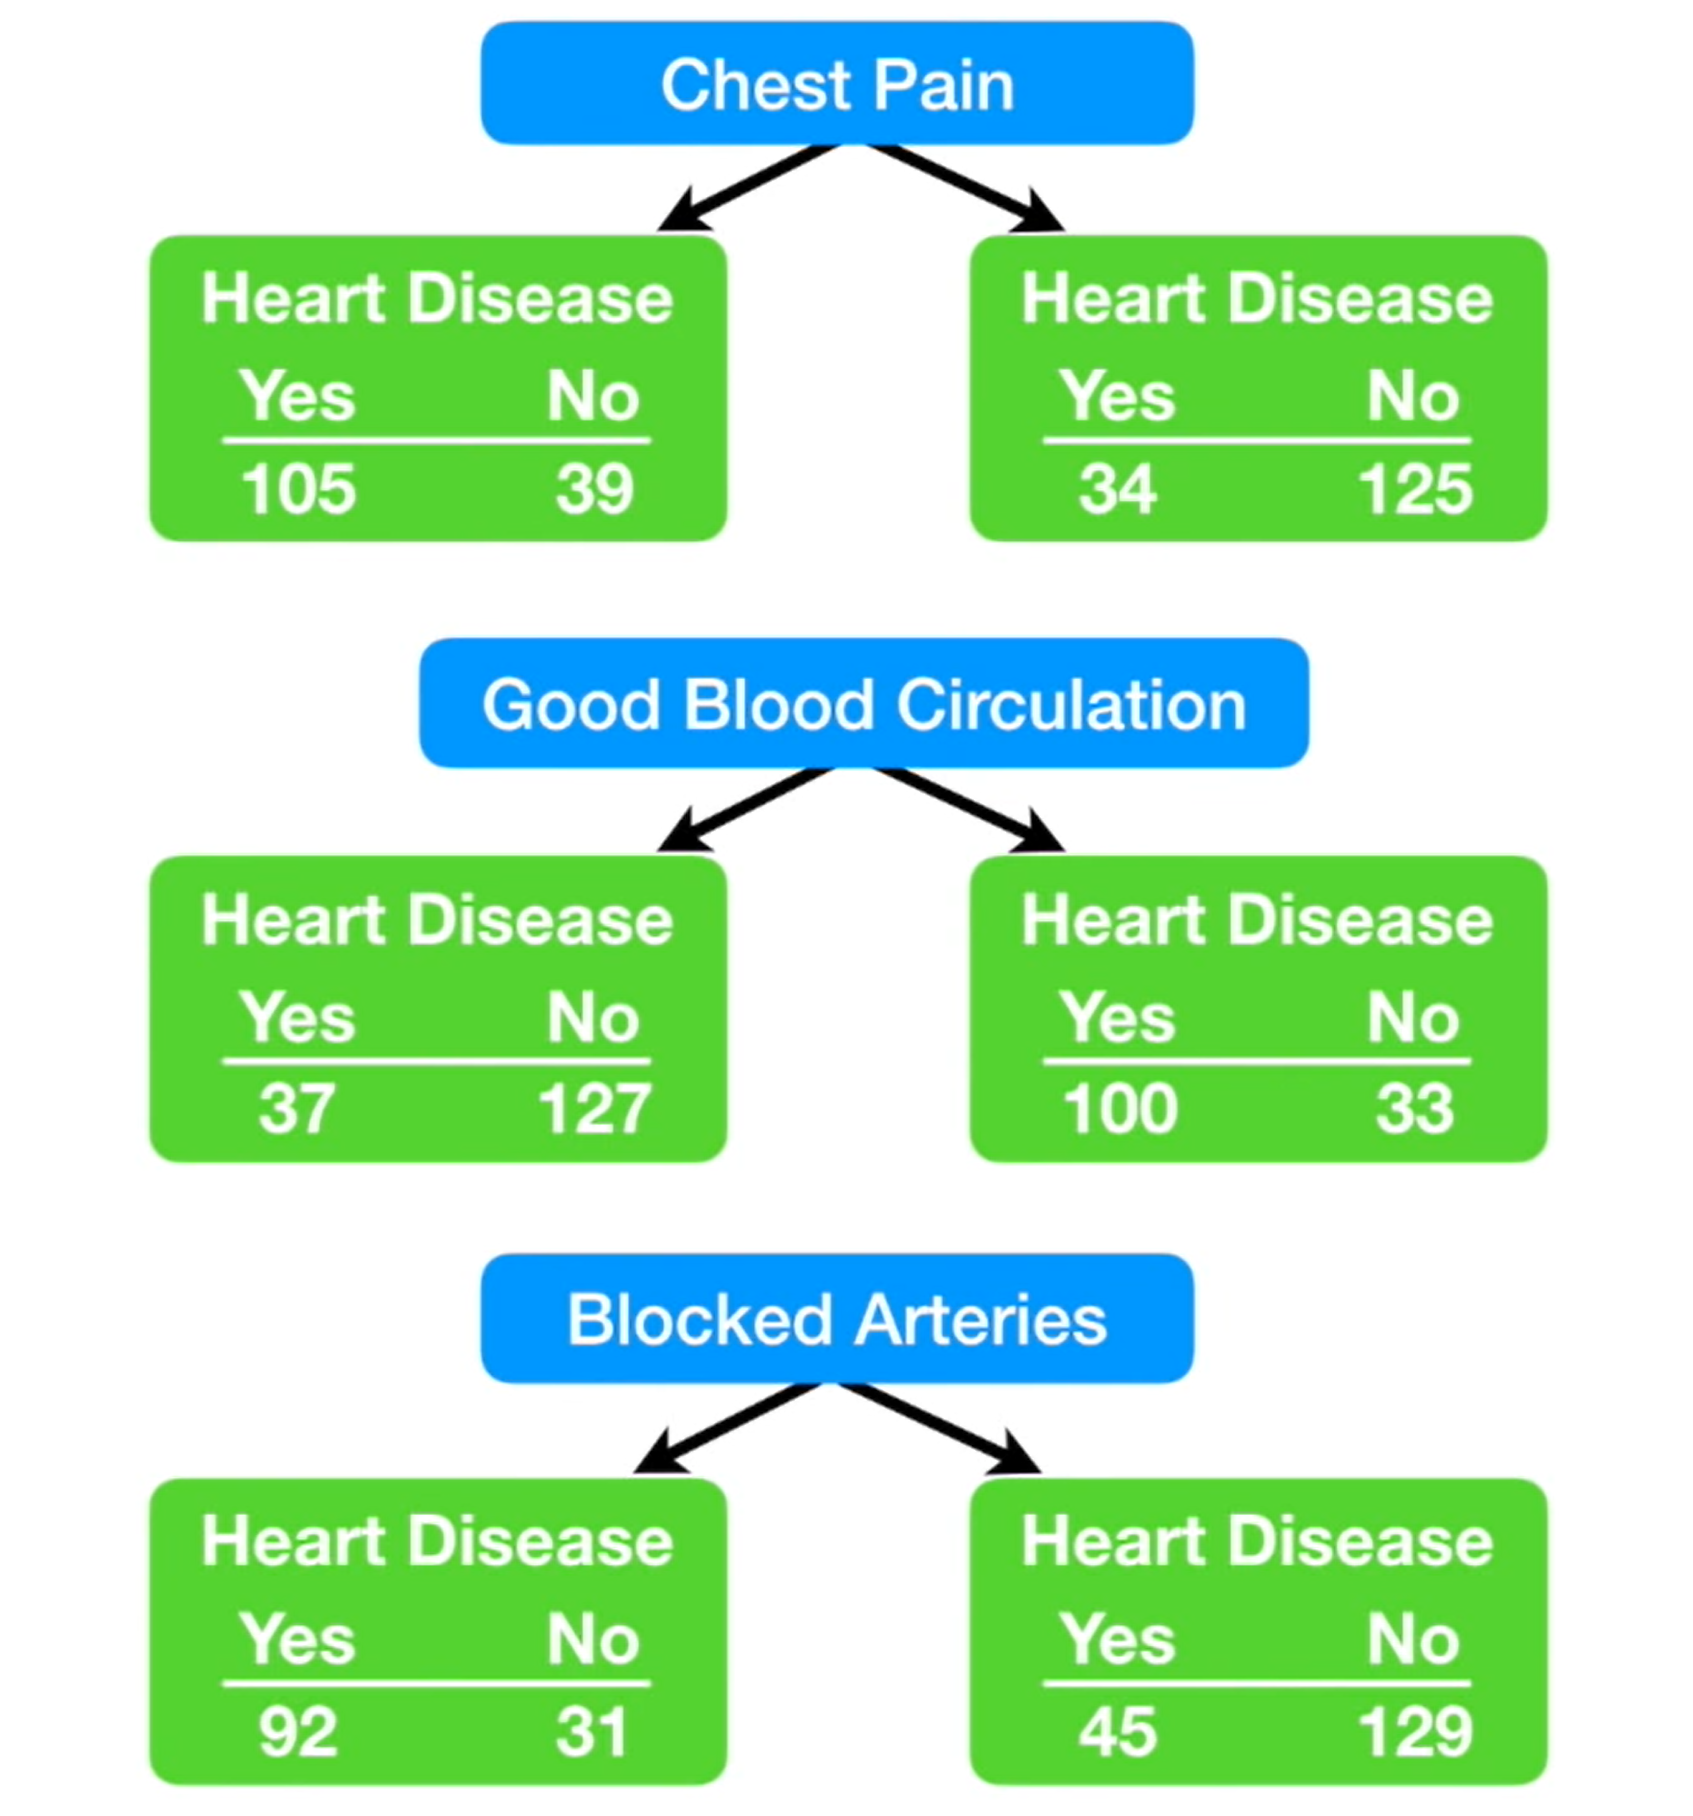 Chest Pain
Heart Disease Heart Disease
Yes No Yes No
105 39 34 125
Good Blood Circulation
Heart Disease Heart Disease
Yes No Yes No
37 127 100 33
Blocked Arteries
Heart Disease Heart Disease
Yes No Yes No
92 31 45 129